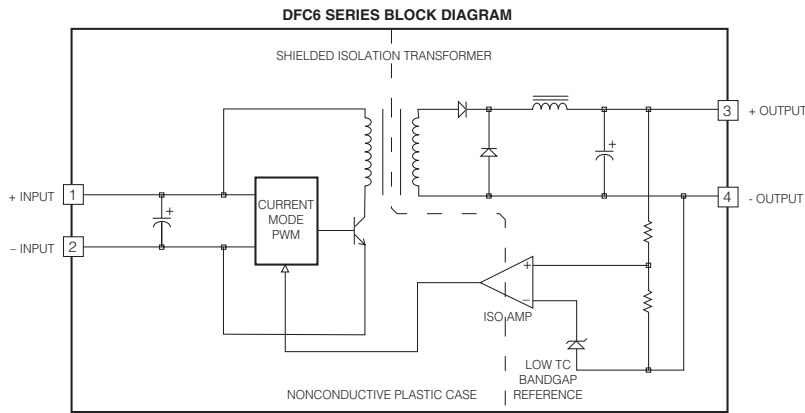 DFC6 SERIES BLOCK DIAGRAM
SHIELDED ISOLATION TRANSFORMER
3
+ OUTPUT
+
+ INPUT
1
+
CURRENT
MODE
PWM
4
- OUTPUT
– INPUT
2
+
–
ISO AMP
LOW TC
BANDGAP
REFERENCE
NONCONDUCTIVE PLASTIC CASE